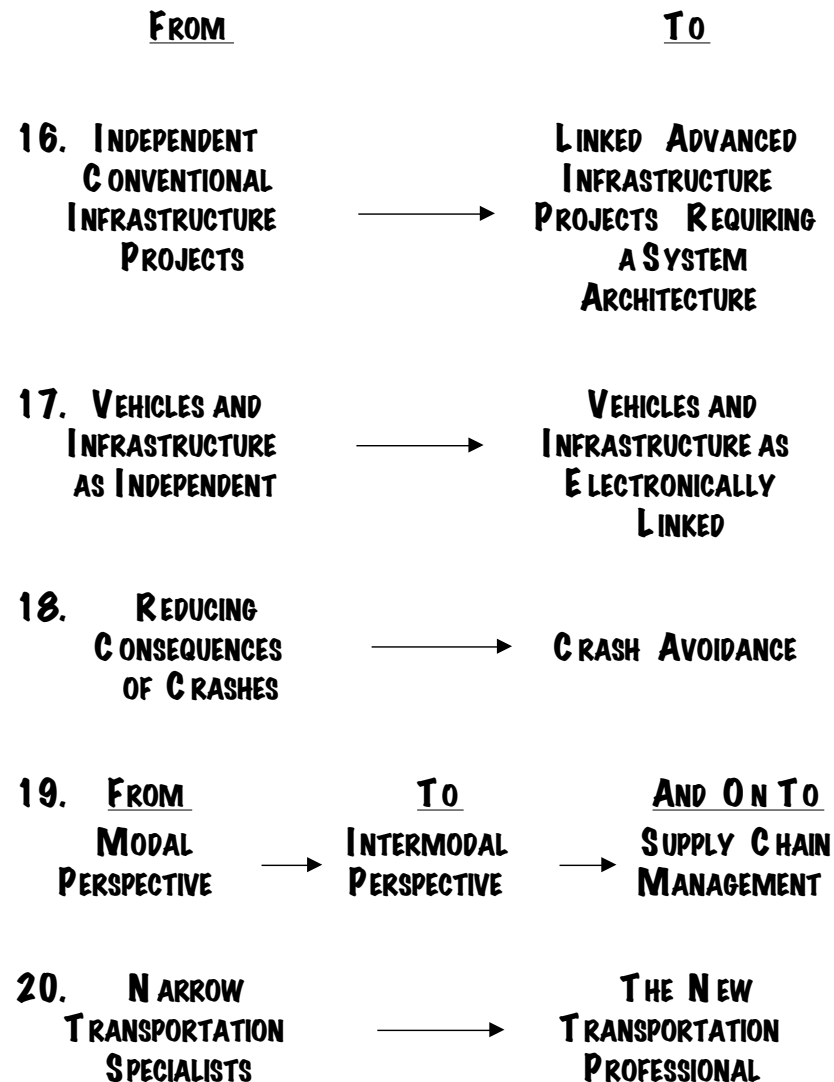 FROM TO
16. INDEPENDENT
CONVENTIONAL
INFRASTRUCTURE
PROJECTS
LINKED ADVANCED
INFRASTRUCTURE
PROJECTS REQUIRING
A SYSTEM
ARCHITECTURE
17. VEHICLES AND
INFRASTRUCTURE
AS INDEPENDENT
VEHICLES AND
INFRASTRUCTURE AS
ELECTRONICALLY
LINKED
18. REDUCING
CONSEQUENCES
OF CRASHES
CRASH AVOIDANCE
19. FROM
MODAL
PERSPECTIVE
TO
INTERMODAL
PERSPECTIVE
AND ON TO
SUPPLY CHAIN
MANAGEMENT
20. NARROW
TRANSPORTATION
SPECIALISTS
THE NEW
TRANSPORTATION
PROFESSIONAL